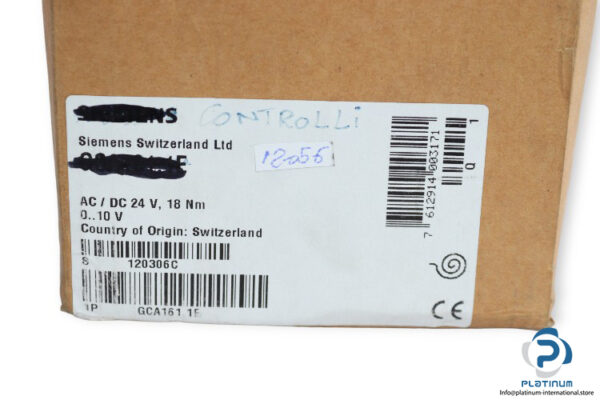 CONTROLLI
Siemens Switzerland Ltd
AC / DC 24 V, 18 Nm
0..10 V
Country of Origin: Switzerland
S 120306C
1P GCA161.1E
7 612914 003171
Q 1
CE
PLATINUM
Info@platinum-international.store